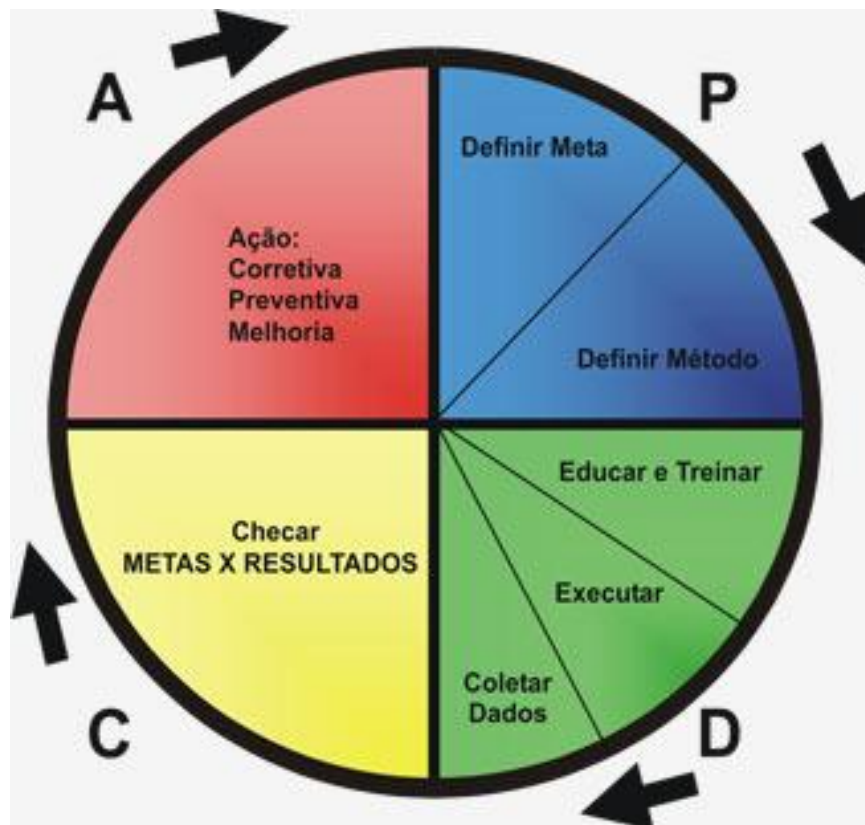 A
P
Definir Meta
Ação:
Corretiva
Preventiva
Melhoria
Definir Método
Educar e Treinar
Checar
METAS X RESULTADOS
Executar
Coletar
Dados
C
D